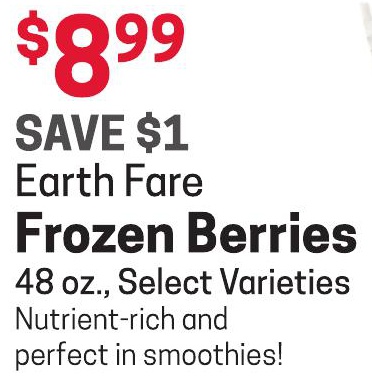 $8.99
SAVE $1
Earth Fare
Frozen Berries
48 oz., Select Varieties
Nutrient-rich and
perfect in smoothies!